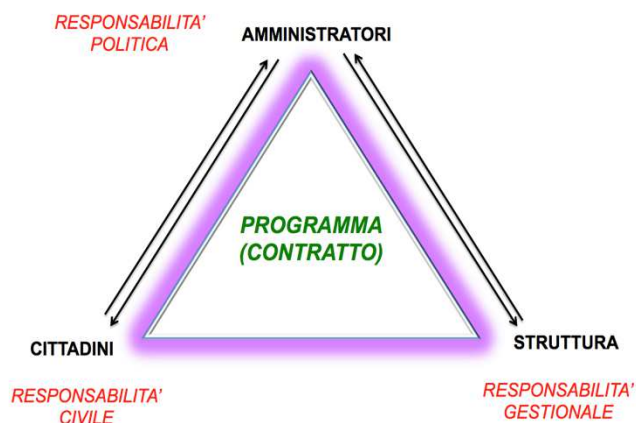 RESPONSABILITA'
POLITICA
AMMINISTRATORI
PROGRAMMA
(CONTRATTO)
CITTADINI
STRUTTURA
RESPONSABILITA'
CIVILE
RESPONSABILITA'
GESTIONALE